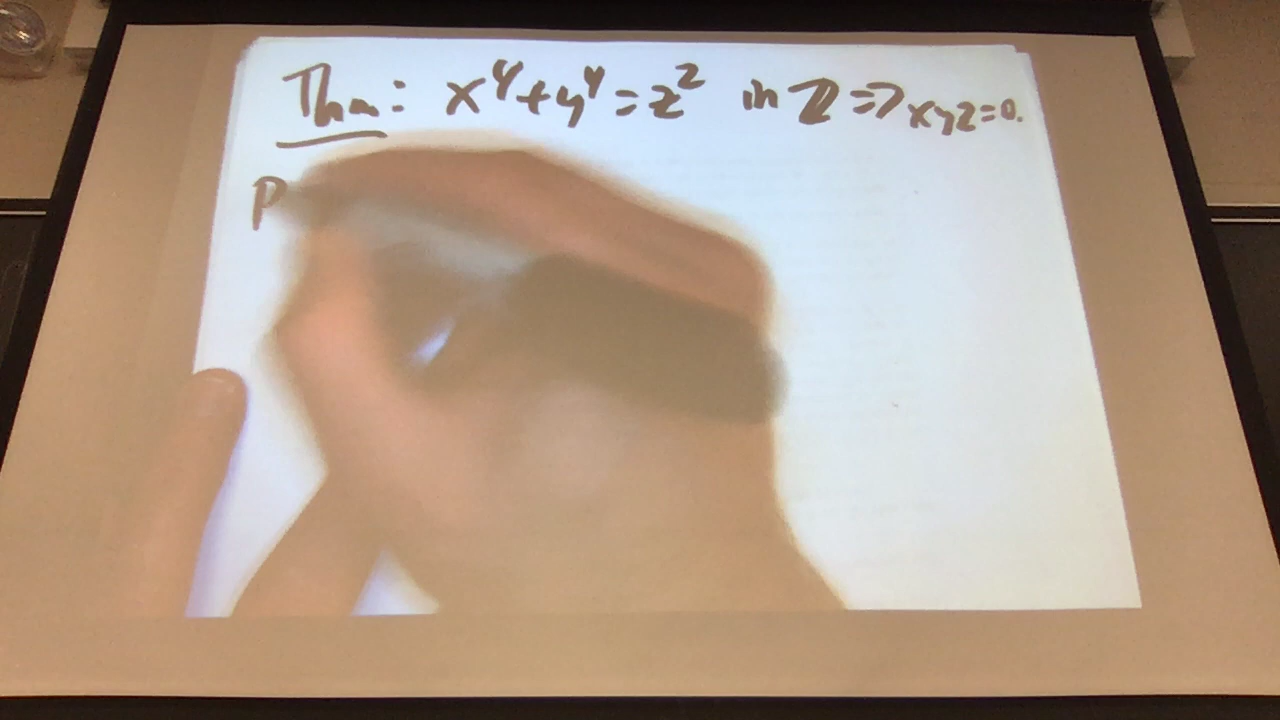 Thm: x⁴+y⁴=z² in ℤ ⇒ xyz=0.
P